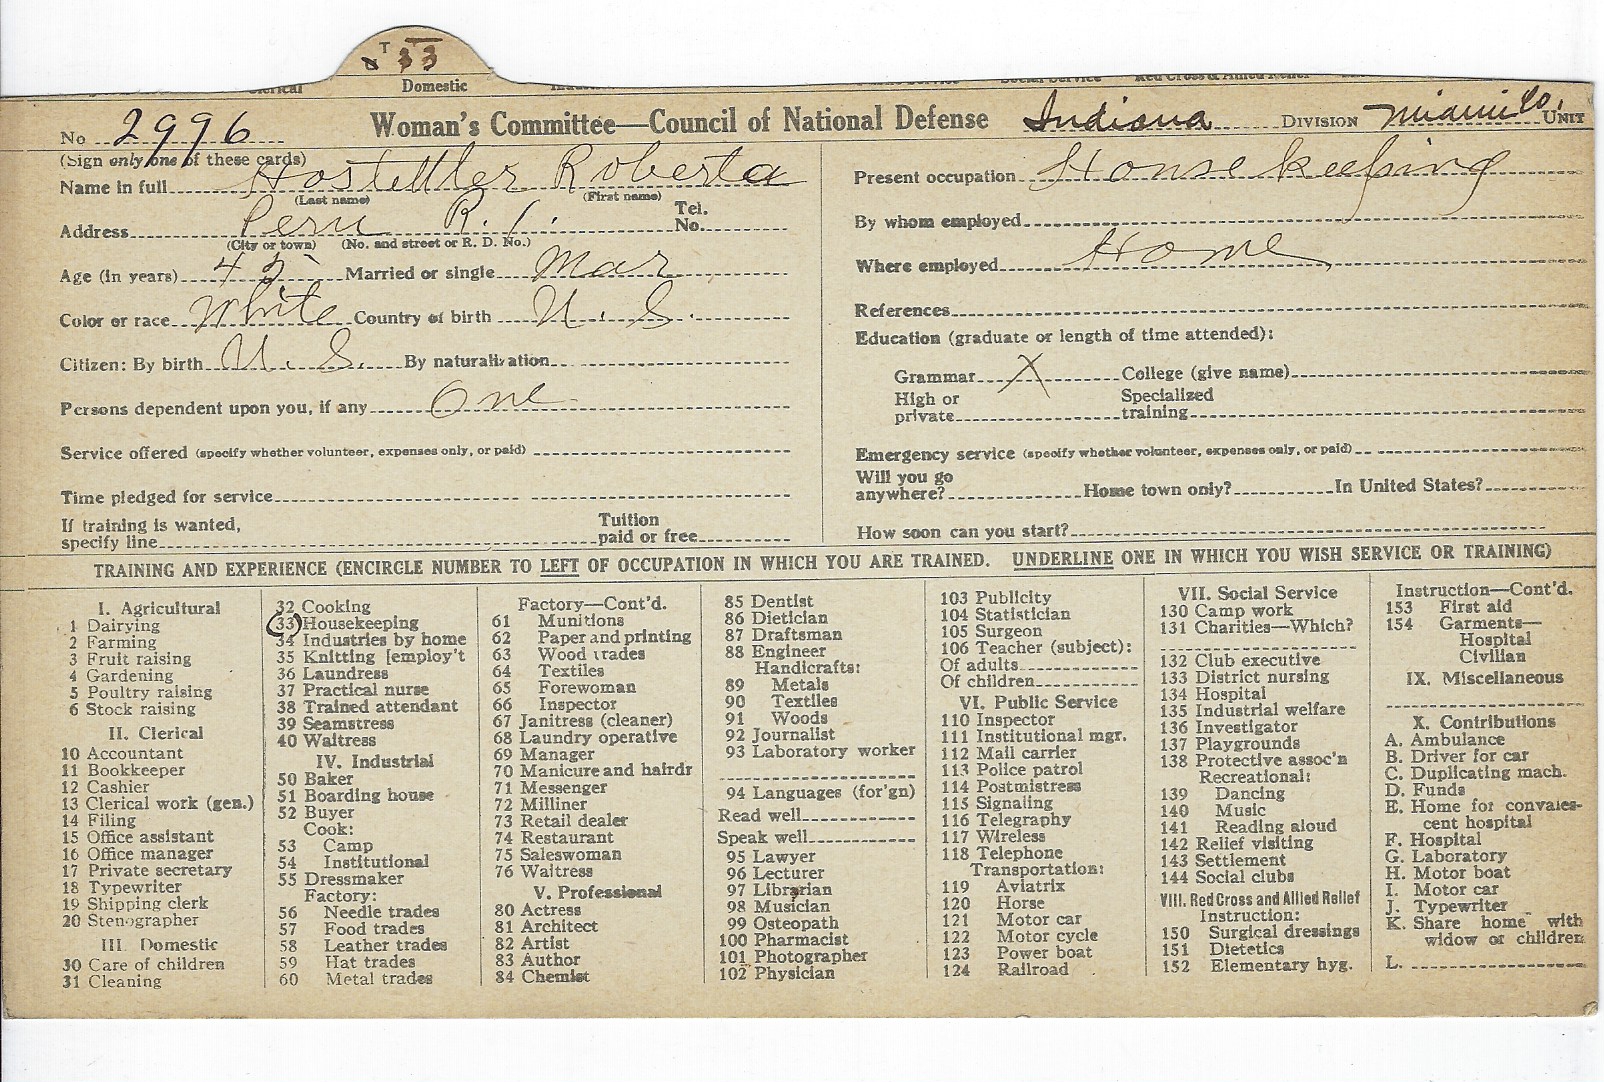 T 33
Domestic
No 2996 Woman's Committee—Council of National Defense Indiana DIVISION Miami Co. UNIT
(Sign only one of these cards)
Name in full Hostettler Roberta
(Last name) (First name)
Address Peru R. 1. Tel. No.
(City or town) (No. and street or R. D. No.)
Age (in years) 45 Married or single Mar
Color or race White Country of birth U. S.
Citizen: By birth U. S. By naturalization
Persons dependent upon you, if any One
Service offered (specify whether volunteer, expenses only, or paid)
Time pledged for service
If training is wanted, specify line Tuition paid or free
Present occupation House keeping
By whom employed
Where employed Home
References
Education (graduate or length of time attended):
Grammar X College (give name)
High or private Specialized training
Emergency service (specify whether volunteer, expenses only, or paid)
Will you go anywhere? Home town only? In United States?
How soon can you start?
TRAINING AND EXPERIENCE (ENCIRCLE NUMBER TO LEFT OF OCCUPATION IN WHICH YOU ARE TRAINED. UNDERLINE ONE IN WHICH YOU WISH SERVICE OR TRAINING)
I. Agricultural
1 Dairying
2 Farming
3 Fruit raising
4 Gardening
5 Poultry raising
6 Stock raising
II. Clerical
10 Accountant
11 Bookkeeper
12 Cashier
13 Clerical work (gen.)
14 Filing
15 Office assistant
16 Office manager
17 Private secretary
18 Typewriter
19 Shipping clerk
20 Stenographer
III. Domestic
30 Care of children
31 Cleaning
32 Cooking
33 Housekeeping
34 Industries by home
35 Knitting [employ't
36 Laundress
37 Practical nurse
38 Trained attendant
39 Seamstress
40 Waitress
IV. Industrial
50 Baker
51 Boarding house
52 Buyer
Cook:
53 Camp
54 Institutional
55 Dressmaker
Factory:
56 Needle trades
57 Food trades
58 Leather trades
59 Hat trades
60 Metal trades
Factory—Cont'd.
61 Munitions
62 Paper and printing
63 Wood trades
64 Textiles
65 Forewoman
66 Inspector
67 Janitress (cleaner)
68 Laundry operative
69 Manager
70 Manicure and hairdr
71 Messenger
72 Milliner
73 Retail dealer
74 Restaurant
75 Saleswoman
76 Waitress
V. Professional
80 Actress
81 Architect
82 Artist
83 Author
84 Chemist
85 Dentist
86 Dietician
87 Draftsman
88 Engineer
Handicrafts:
89 Metals
90 Textiles
91 Woods
92 Journalist
93 Laboratory worker
94 Languages (for'gn)
Read well
Speak well
95 Lawyer
96 Lecturer
97 Librarian
98 Musician
99 Osteopath
100 Pharmacist
101 Photographer
102 Physician
103 Publicity
104 Statistician
105 Surgeon
106 Teacher (subject):
Of adults
Of children
VI. Public Service
110 Inspector
111 Institutional mgr.
112 Mail carrier
113 Police patrol
114 Postmistress
115 Signaling
116 Telegraphy
117 Wireless
118 Telephone
Transportation:
119 Aviatrix
120 Horse
121 Motor car
122 Motor cycle
123 Power boat
124 Railroad
VII. Social Service
130 Camp work
131 Charities—Which?
132 Club executive
133 District nursing
134 Hospital
135 Industrial welfare
136 Investigator
137 Playgrounds
138 Protective assoc'n
Recreational:
139 Dancing
140 Music
141 Reading aloud
142 Relief visiting
143 Settlement
144 Social clubs
VIII. Red Cross and Allied Relief
Instruction:
150 Surgical dressings
151 Dietetics
152 Elementary hyg.
Instruction—Cont'd.
153 First aid
154 Garments—
Hospital
Civilian
IX. Miscellaneous
X. Contributions
A. Ambulance
B. Driver for car
C. Duplicating mach.
D. Funds
E. Home for convales-
cent hospital
F. Hospital
G. Laboratory
H. Motor boat
I. Motor car
J. Typewriter
K. Share home with
widow or children
L.